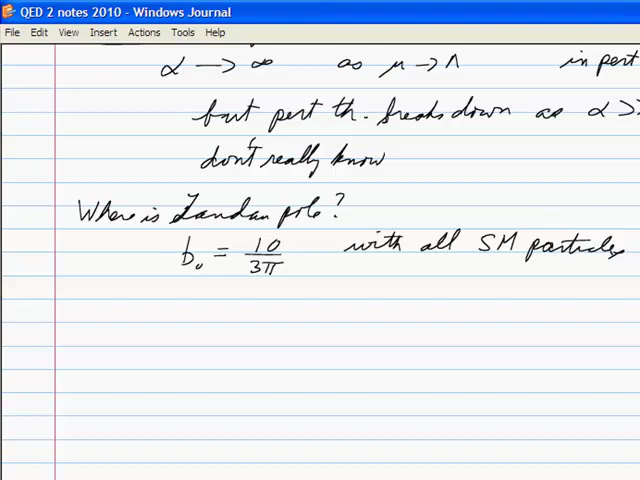 QED 2 notes 2010 - Windows Journal
File Edit View Insert Actions Tools Help
α → ∞ as μ → Λ in pert
but pert th. breaks down as α >
don't really know
Where is Landau pole?
b₀ = 10/3π with all SM particles